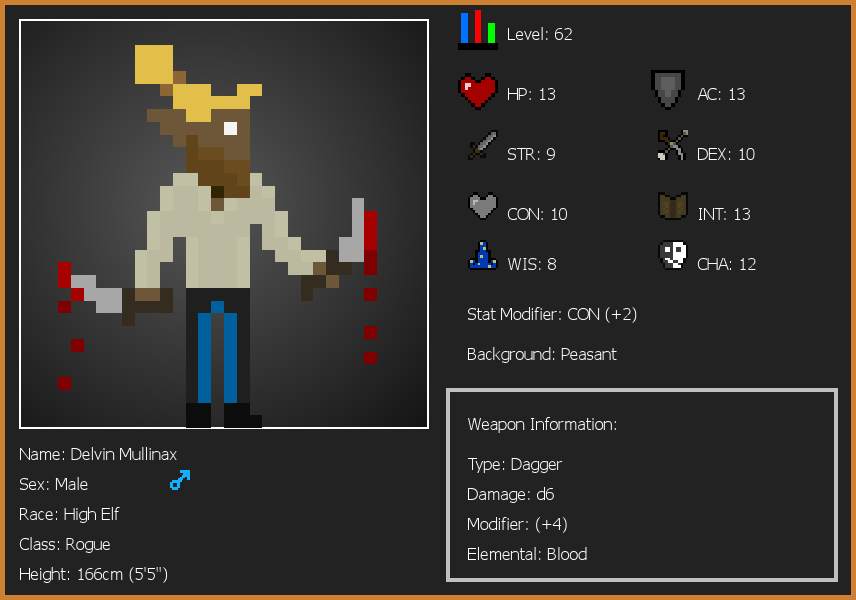 Level: 62
HP: 13
AC: 13
STR: 9
DEX: 10
CON: 10
INT: 13
WIS: 8
CHA: 12
Stat Modifier: CON (+2)
Background: Peasant
Weapon Information:
Type: Dagger
Damage: d6
Modifier: (+4)
Elemental: Blood
Name: Delvin Mullinax
Sex: Male
Race: High Elf
Class: Rogue
Height: 166cm (5'5")